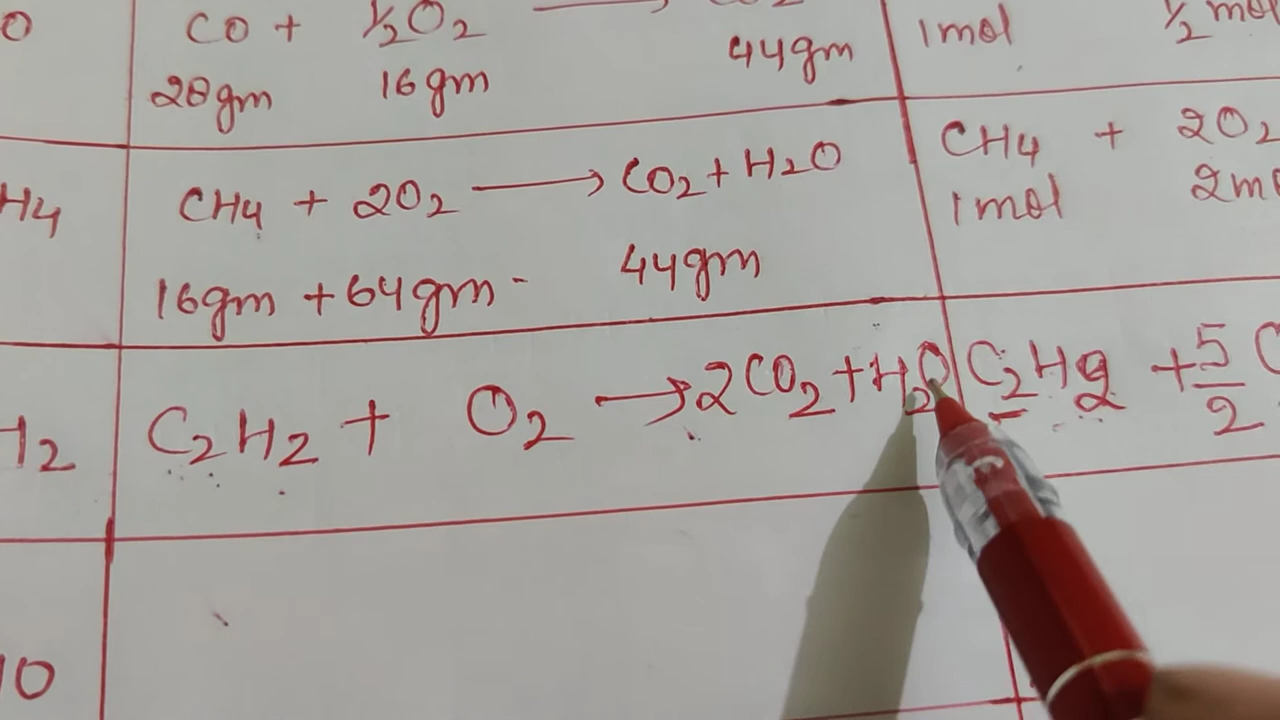 O
CO + ½O2 ⟶ CO2
28gm 16gm 44gm
1mol ½ mol
H4
CH4 + 2O2 ⟶ CO2 + H2O
16gm + 64gm 44gm
CH4 + 2O2
1mol 2m
H2
C2H2 + O2 ⟶ 2CO2 + H2O
C2H2 + 5/2
10